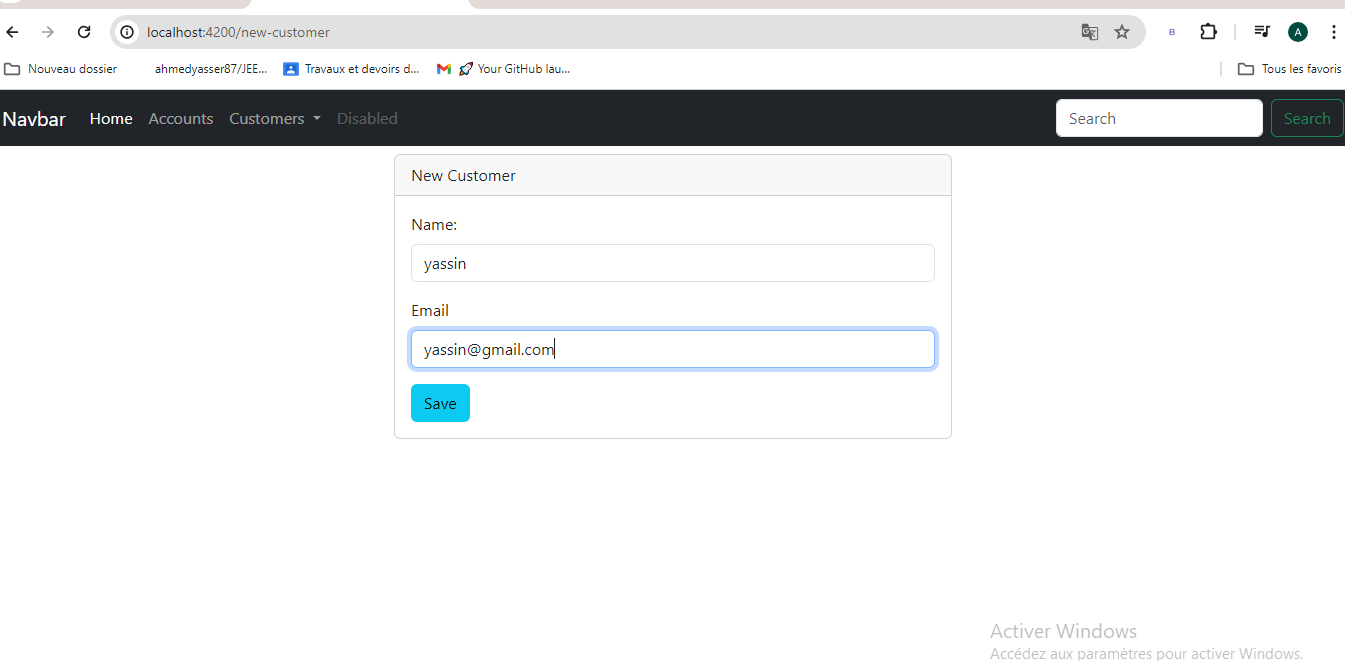 localhost:4200/new-customer
B
A
Nouveau dossier ahmedyasser87/JEE... Travaux et devoirs d... Your GitHub lau... Tous les favoris
Navbar Home Accounts Customers Disabled Search Search
New Customer
Name:
yassin
Email
yassin@gmail.com
Save
Activer Windows
Accédez aux paramètres pour activer Windows.